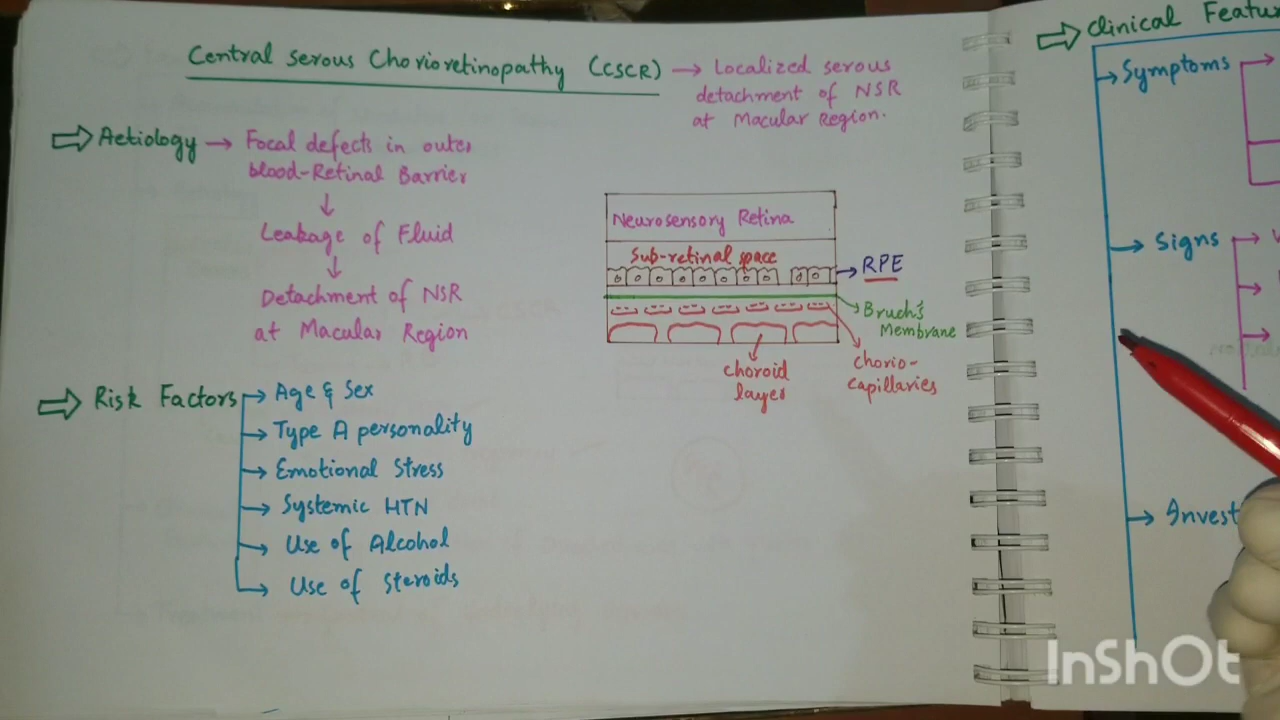 Central Serous Chorioretinopathy (CSCR) → Localized serous
detachment of NSR
at Macular Region.
⇒ Aetiology → Focal defects in outer
blood-Retinal Barrier
↓
Leakage of Fluid
↓
Detachment of NSR
at Macular Region
Neurosensory Retina
Sub-retinal space
→ RPE
Bruch's
Membrane
chorio-
capillaries
choroid
layer
⇒ Risk Factors → Age & Sex
→ Type A personality
→ Emotional Stress
→ Systemic HTN
→ Use of Alcohol
→ Use of Steroids
⇒ Clinical Featu
→ Symptoms
→ Signs
→ Invest
InShOt